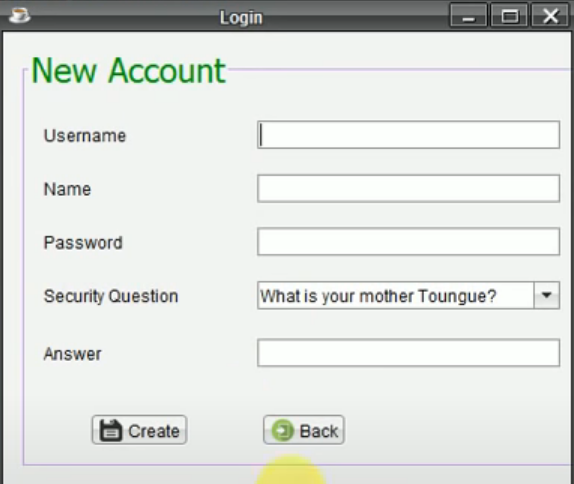 Login
New Account
Username
Name
Password
Security Question What is your mother Toungue?
Answer
Create Back